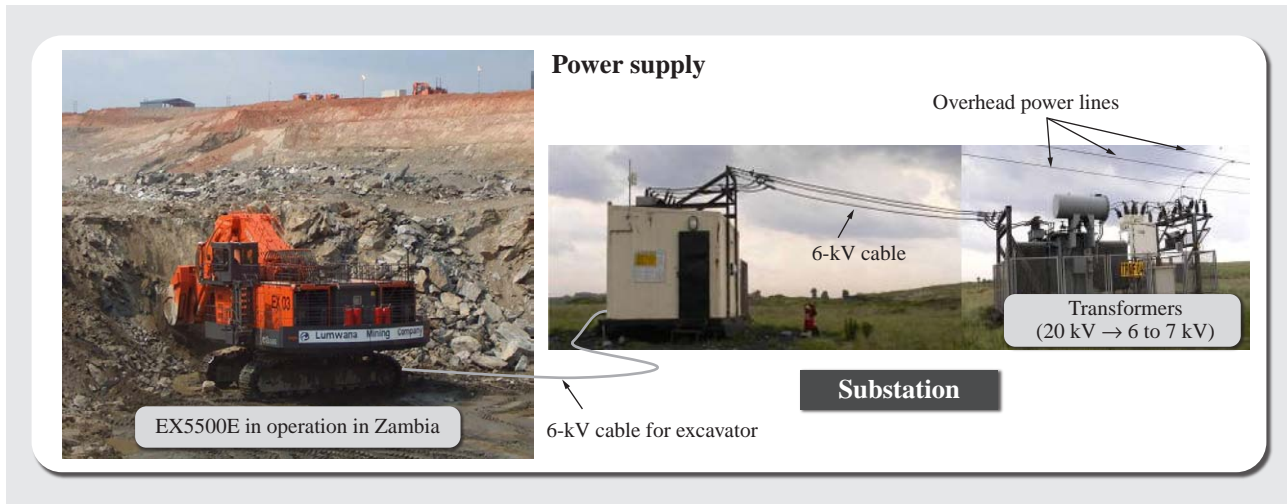 Power supply
Overhead power lines
6-kV cable
Transformers
(20 kV → 6 to 7 kV)
Substation
EX 03
Lumwana Mining Company
EX5500E in operation in Zambia
6-kV cable for excavator